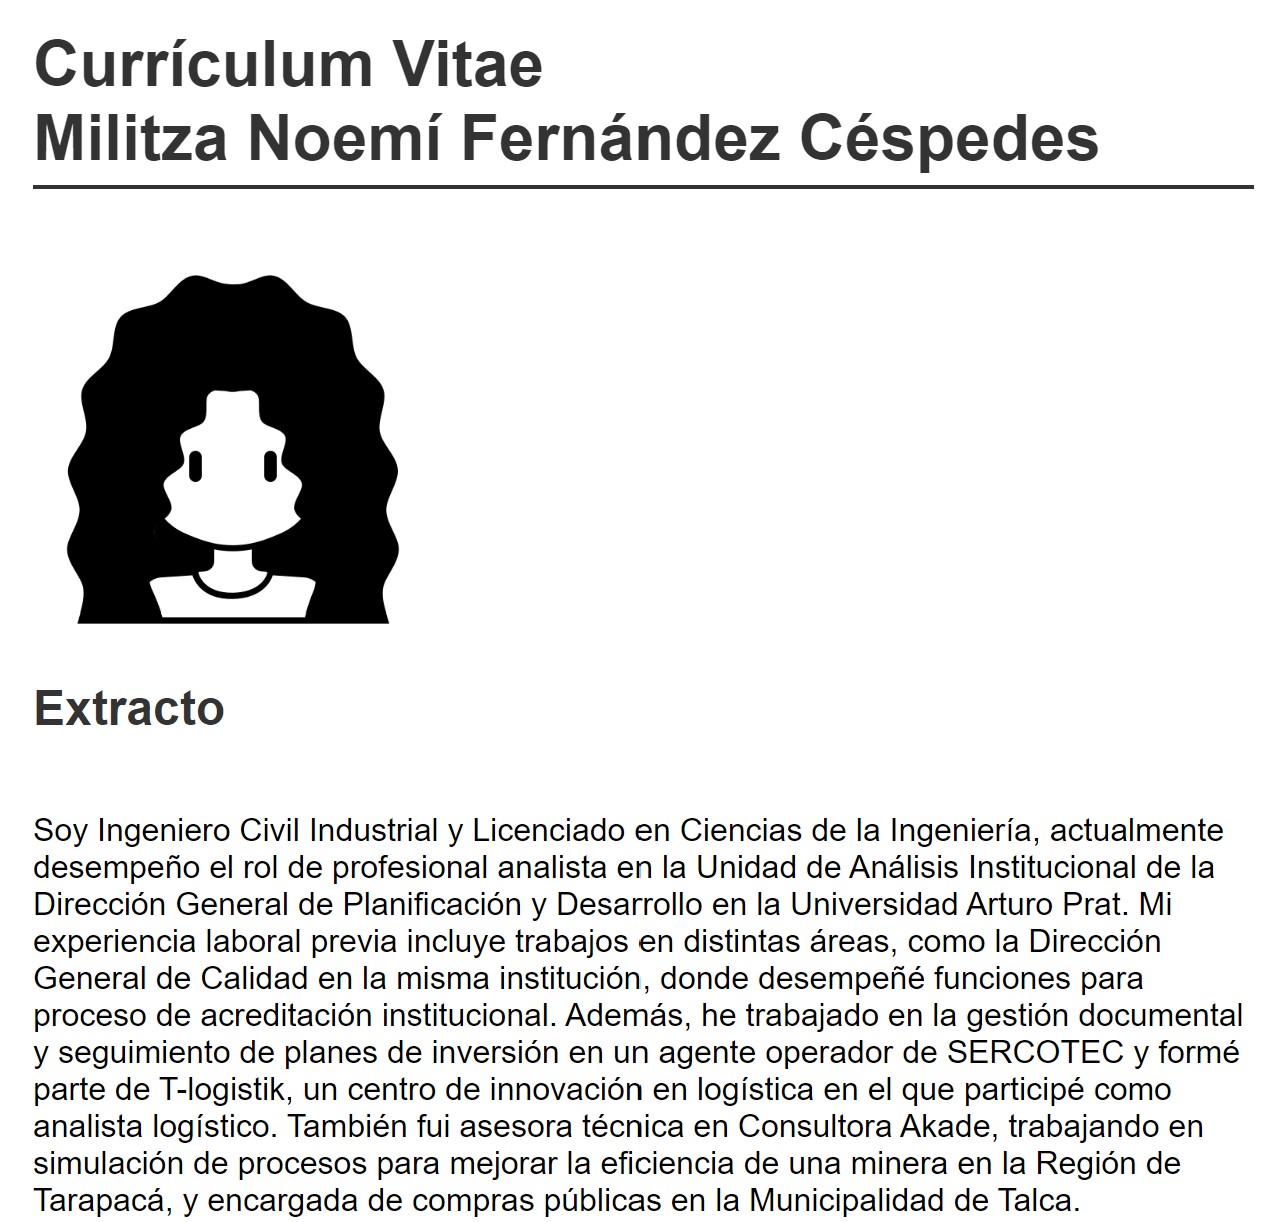 Currículum Vitae
Militza Noemí Fernández Céspedes
Extracto
Soy Ingeniero Civil Industrial y Licenciado en Ciencias de la Ingeniería, actualmente
desempeño el rol de profesional analista en la Unidad de Análisis Institucional de la
Dirección General de Planificación y Desarrollo en la Universidad Arturo Prat. Mi
experiencia laboral previa incluye trabajos en distintas áreas, como la Dirección
General de Calidad en la misma institución, donde desempeñé funciones para
proceso de acreditación institucional. Además, he trabajado en la gestión documental
y seguimiento de planes de inversión en un agente operador de SERCOTEC y formé
parte de T-logistik, un centro de innovación en logística en el que participé como
analista logístico. También fui asesora técnica en Consultora Akade, trabajando en
simulación de procesos para mejorar la eficiencia de una minera en la Región de
Tarapacá, y encargada de compras públicas en la Municipalidad de Talca.